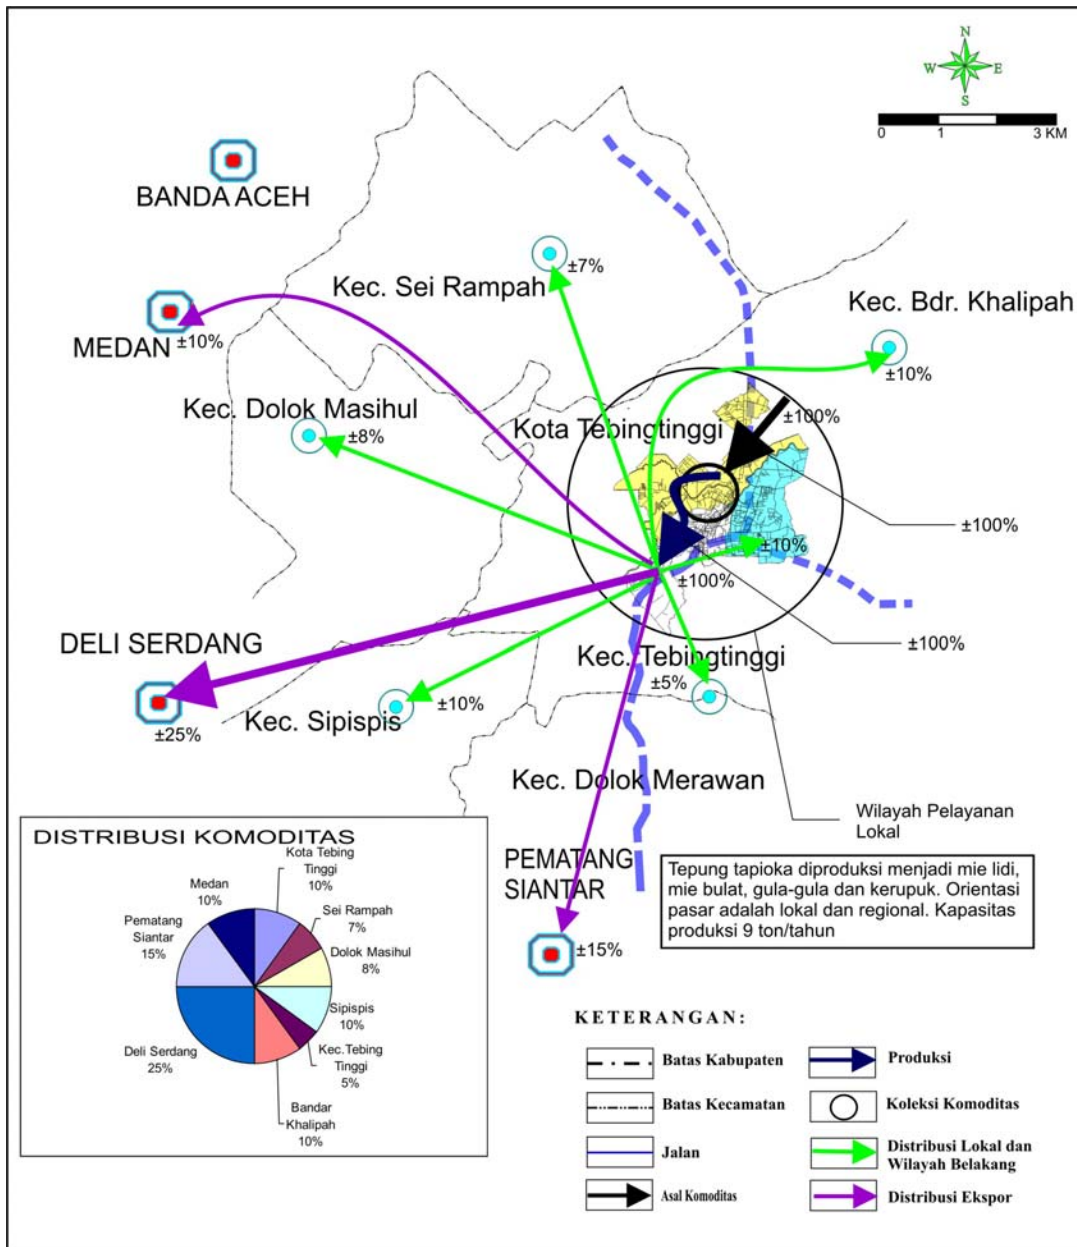 N
W E
S
0 1 3 KM
BANDA ACEH
±7%
Kec. Sei Rampah
Kec. Bdr. Khalipah
±10%
MEDAN
±10%
Kec. Dolok Masihul
±8%
Kota Tebingtinggi
±100%
±100%
±10%
±100%
±100%
DELI SERDANG
±25%
Kec. Tebingtinggi
±5%
±10%
Kec. Sipispis
Kec. Dolok Merawan
Wilayah Pelayanan
Lokal
PEMATANG
SIANTAR
±15%
Tepung tapioka diproduksi menjadi mie lidi,
mie bulat, gula-gula dan kerupuk. Orientasi
pasar adalah lokal dan regional. Kapasitas
produksi 9 ton/tahun
DISTRIBUSI KOMODITAS
Kota Tebing
Tinggi
10%
Sei Rampah
7%
Dolok Masihul
8%
Sipispis
10%
Kec.Tebing
Tinggi
5%
Bandar
Khalipah
10%
Deli Serdang
25%
Pematang
Siantar
15%
Medan
10%
KETERANGAN:
Batas Kabupaten
Batas Kecamatan
Jalan
Asal Komoditas
Produksi
Koleksi Komoditas
Distribusi Lokal dan
Wilayah Belakang
Distribusi Ekspor